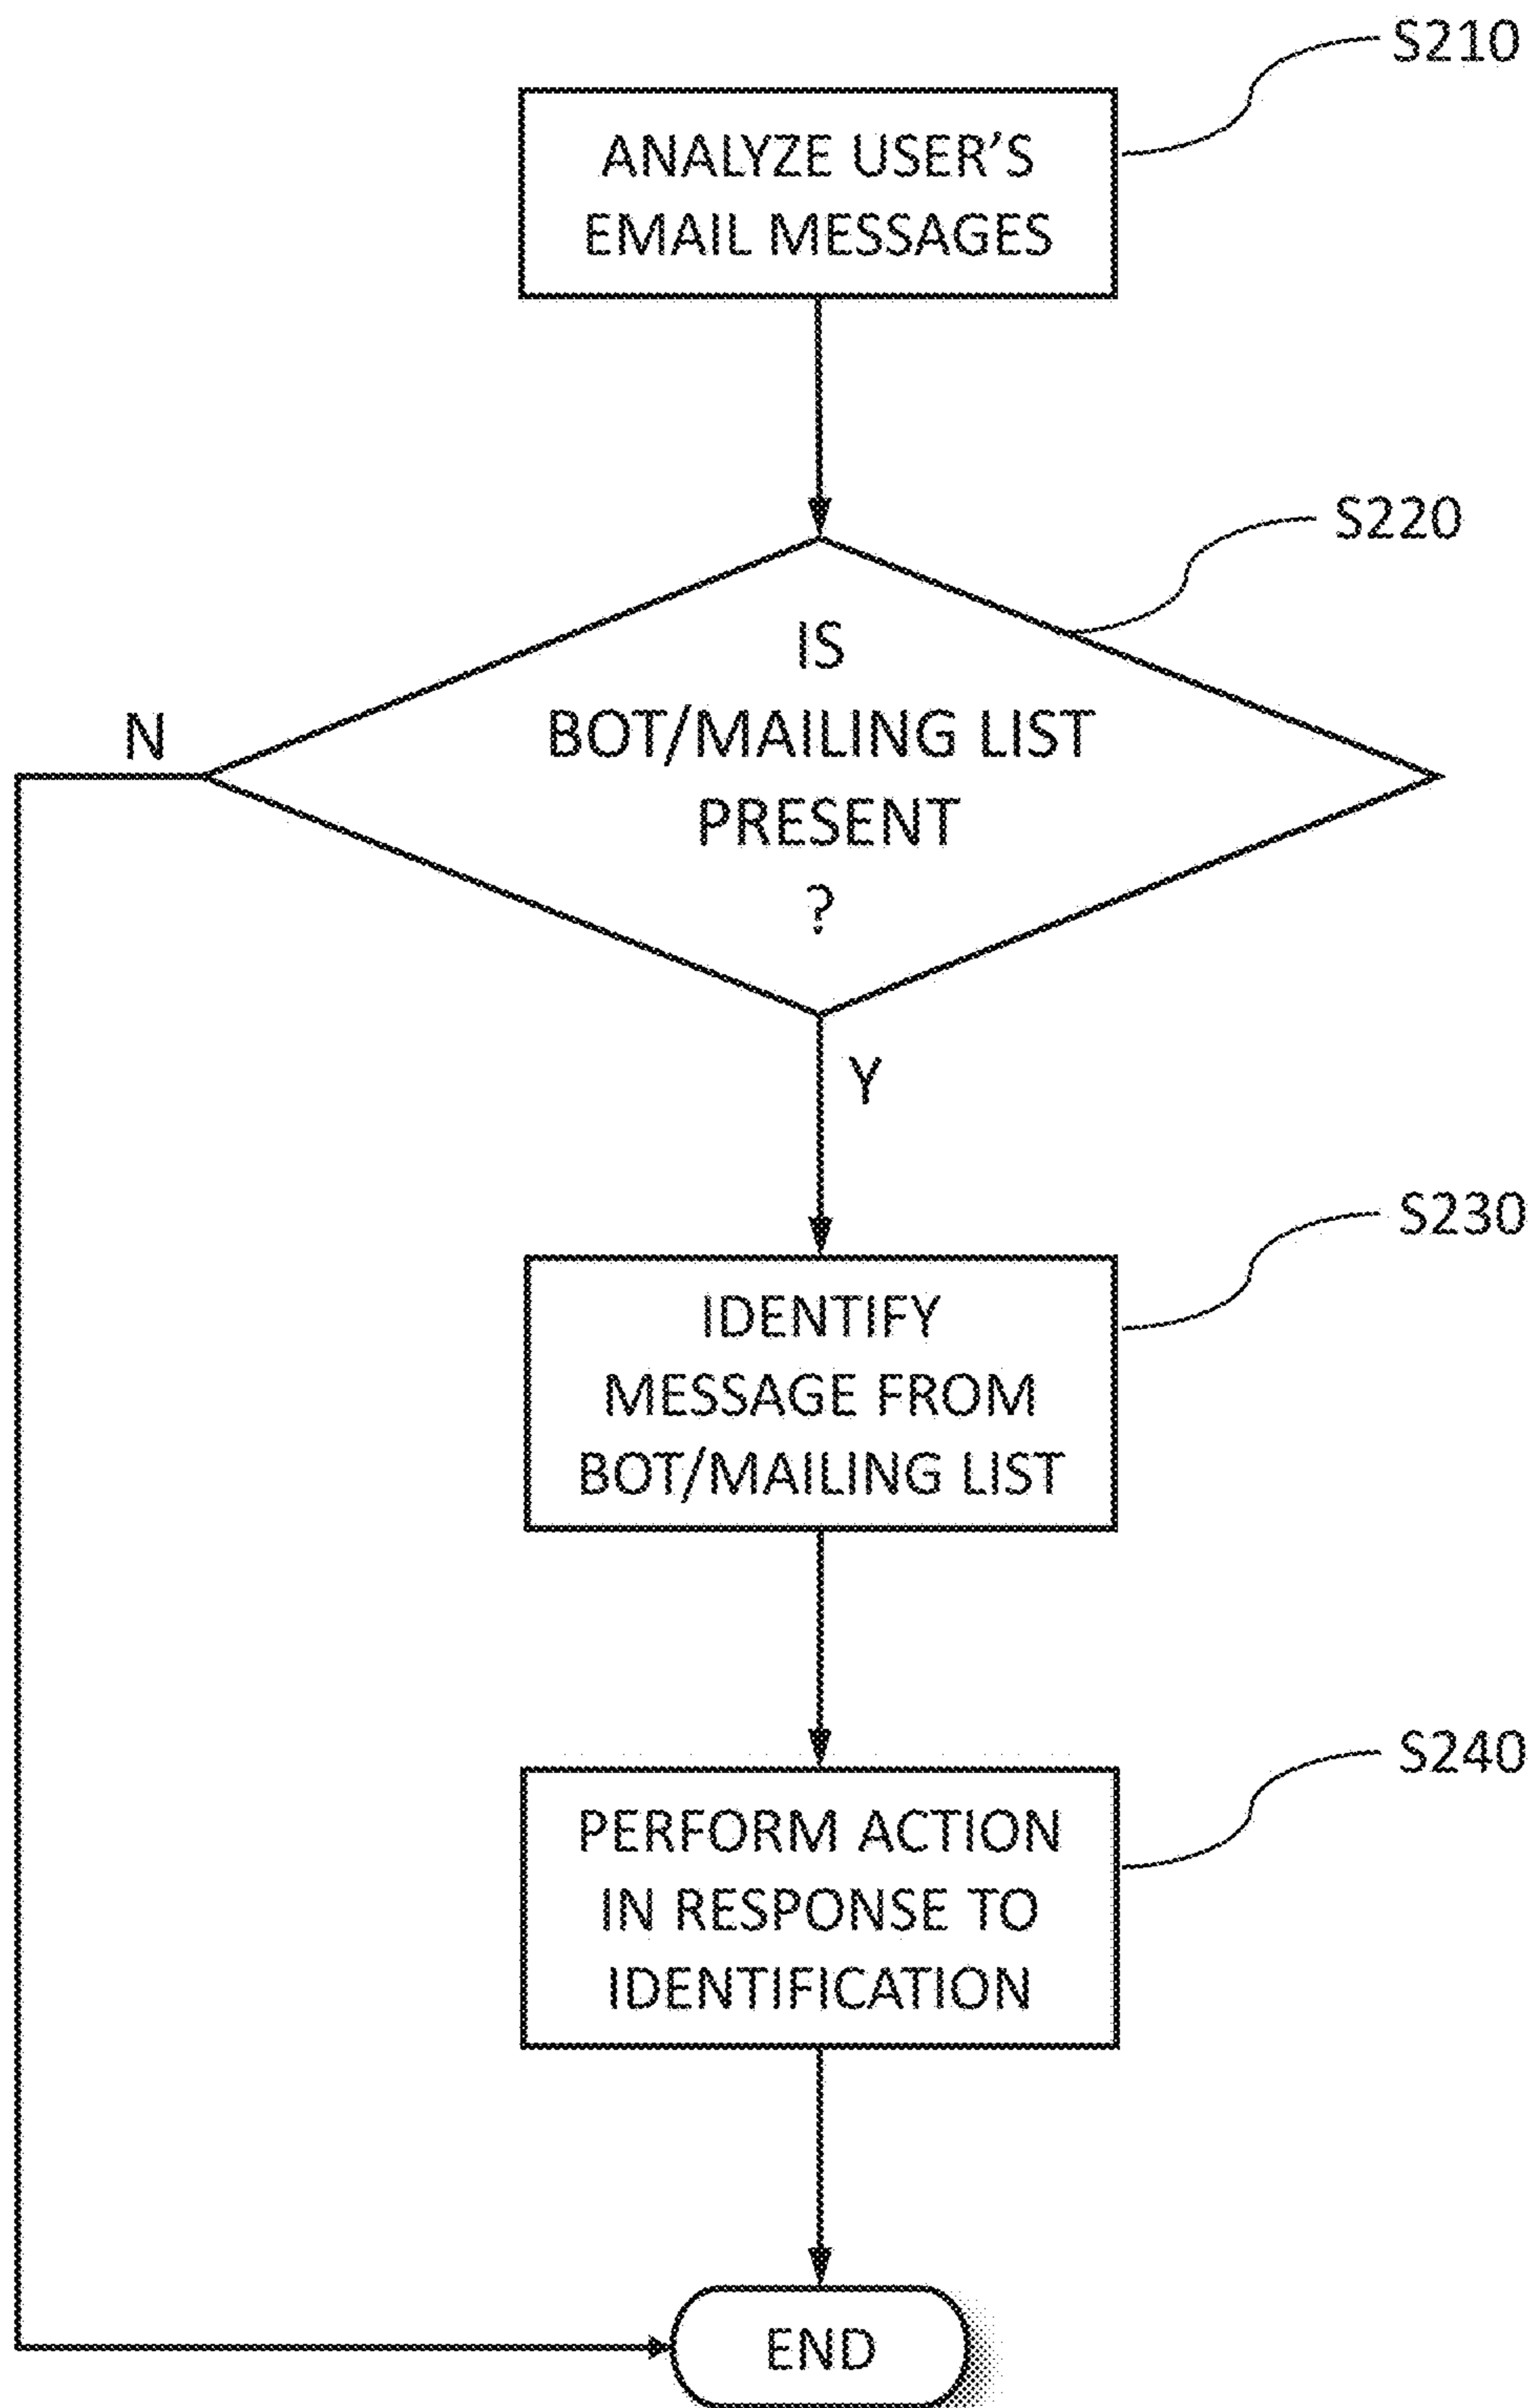 S210
ANALYZE USER'S
EMAIL MESSAGES
S220
IS
BOT/MAILING LIST
PRESENT
?
N
Y
S230
IDENTIFY
MESSAGE FROM
BOT/MAILING LIST
S240
PERFORM ACTION
IN RESPONSE TO
IDENTIFICATION
END